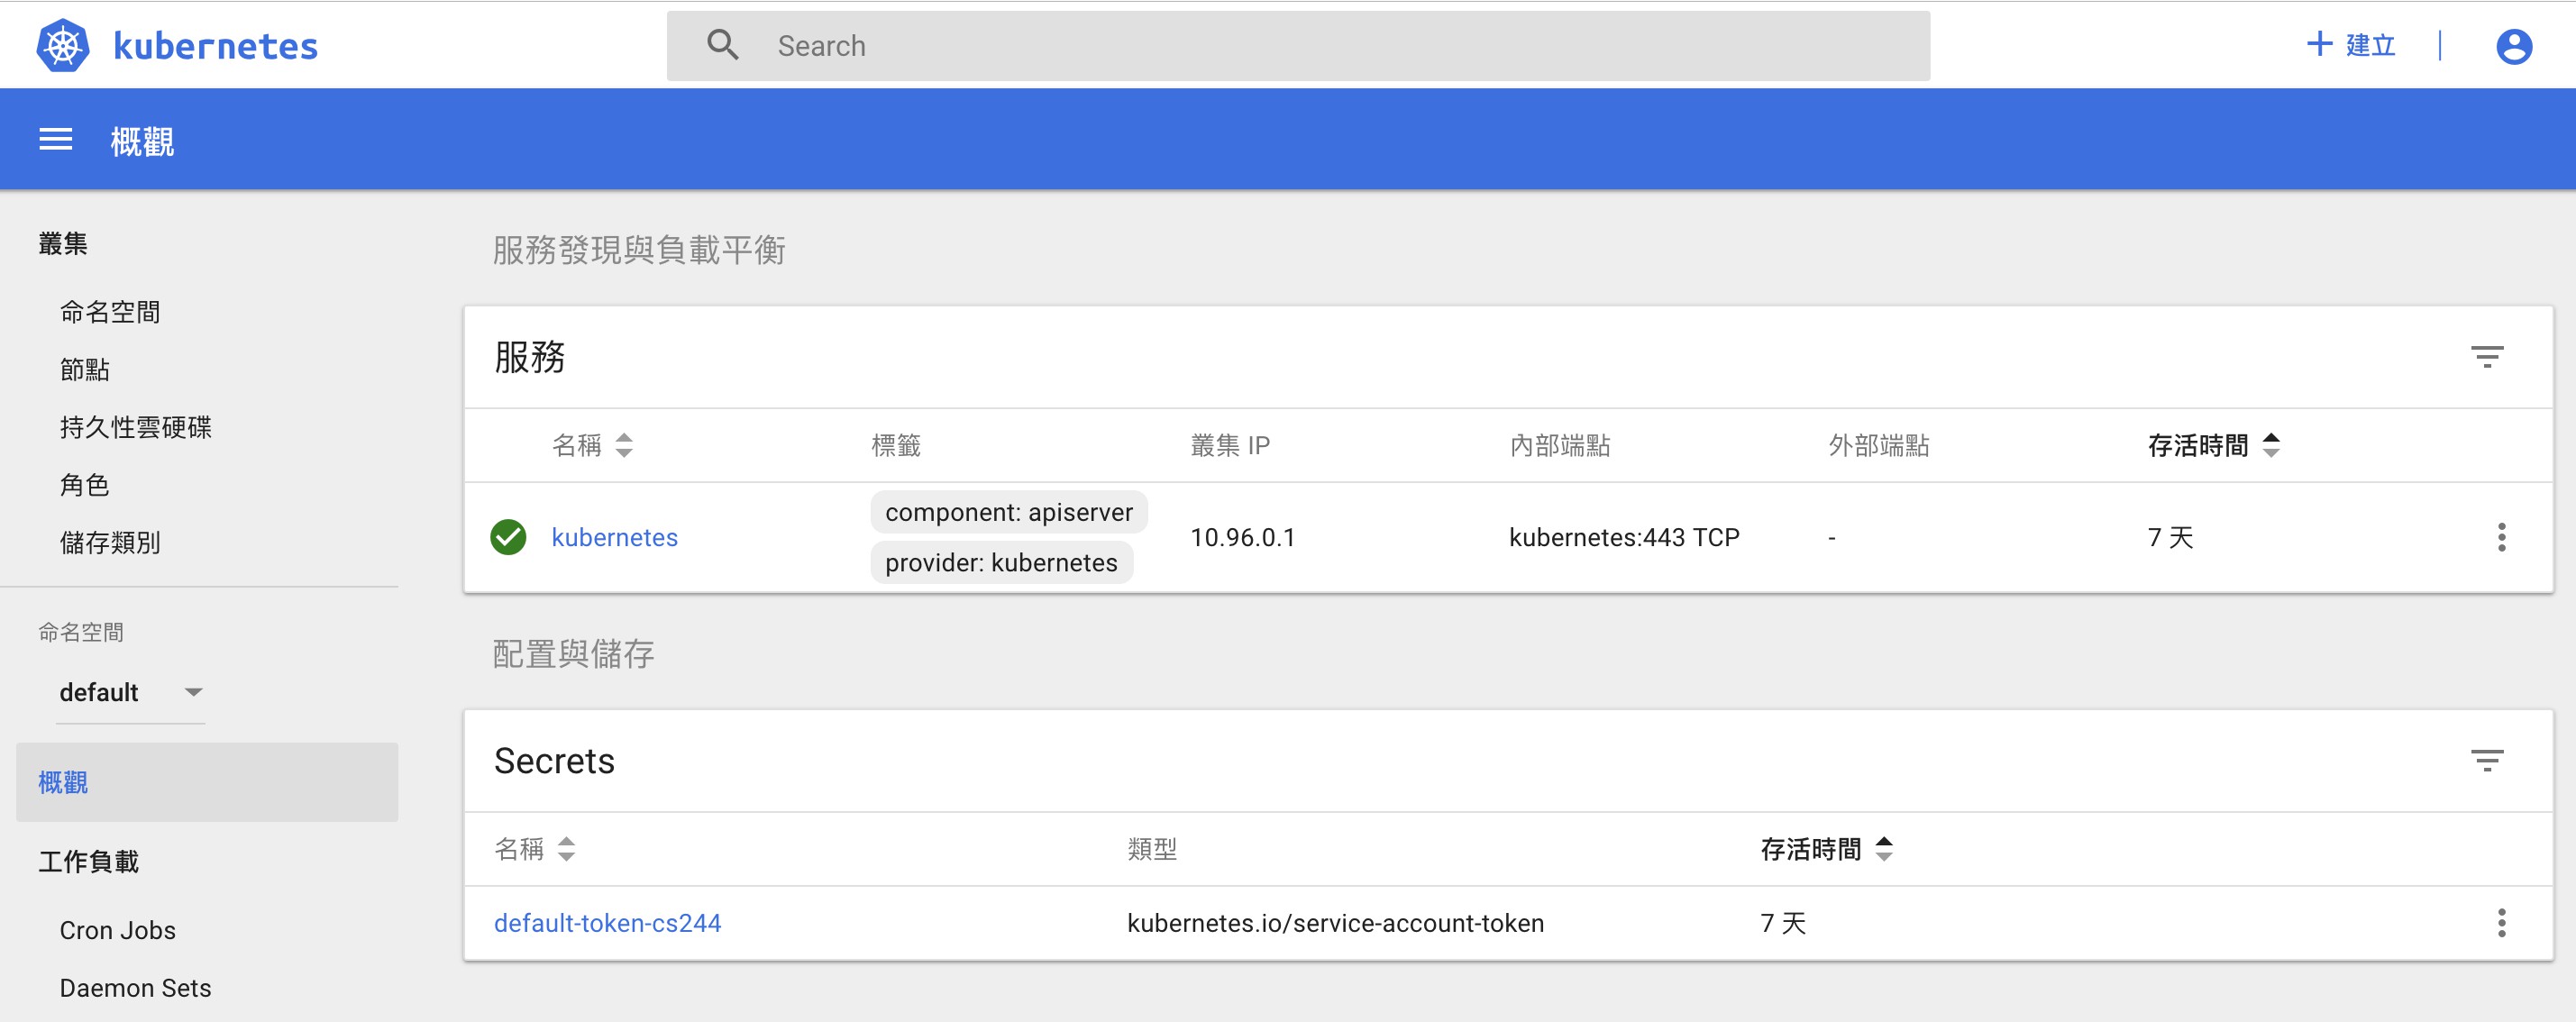 kubernetes
Search
建立
概觀
叢集
命名空間
節點
持久性雲硬碟
角色
儲存類別
命名空間
default
概觀
工作負載
Cron Jobs
Daemon Sets
服務發現與負載平衡
服務
名稱 標籤 叢集 IP 內部端點 外部端點 存活時間
kubernetes component: apiserver 10.96.0.1 kubernetes:443 TCP - 7 天
provider: kubernetes
配置與儲存
Secrets
名稱 類型 存活時間
default-token-cs244 kubernetes.io/service-account-token 7 天